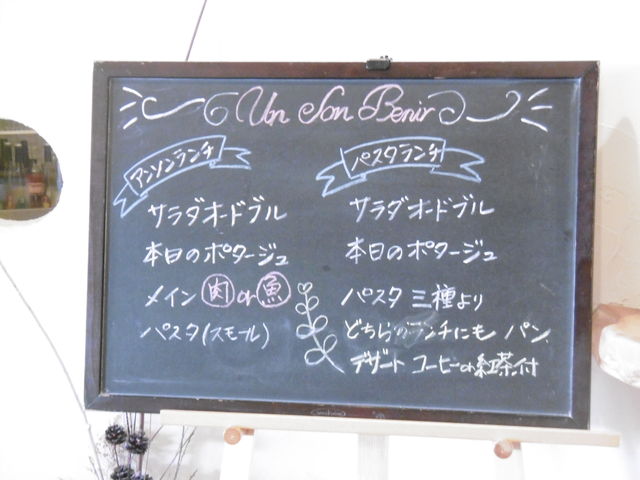 Un Son Benir
アンソンランチ
サラダオードブル
本日のポタージュ
メイン 肉 or 魚
パスタ(スモール)
パスタランチ
サラダオードブル
本日のポタージュ
パスタ 三種より
どちらのランチにも パン、
デザート コーヒーor紅茶付